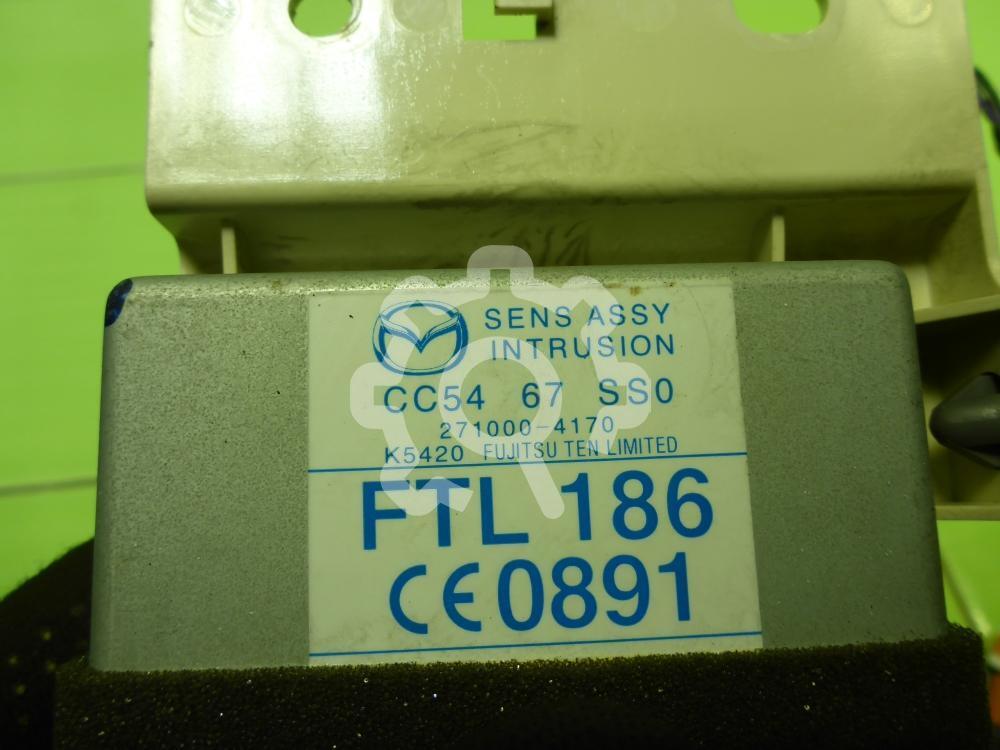 SENS ASSY
INTRUSION
CC54 67 SS0
271000-4170
K5420 FUJITSU TEN LIMITED
FTL 186
CE0891